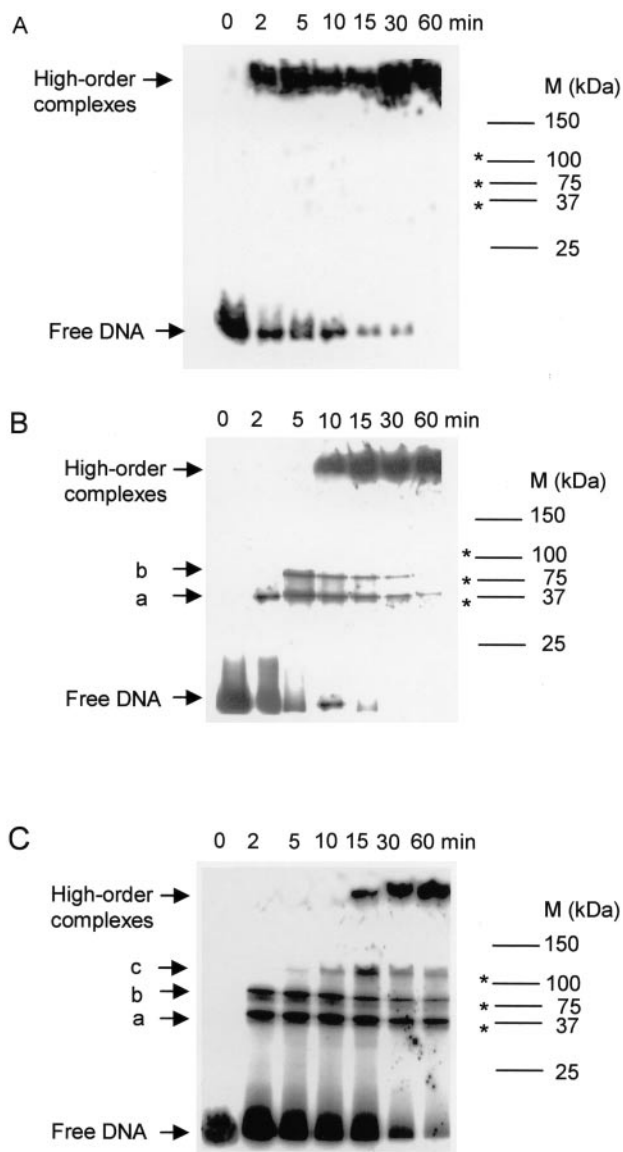 A
0 2 5 10 15 30 60 min
High-order
complexes
M (kDa)
150
* 100
* 75
* 37
25
Free DNA
B
0 2 5 10 15 30 60 min
High-order
complexes
M (kDa)
150
b
* 100
* 75
a
* 37
25
Free DNA
C
0 2 5 10 15 30 60 min
High-order
complexes
M (kDa)
150
c
* 100
b
* 75
a
* 37
25
Free DNA